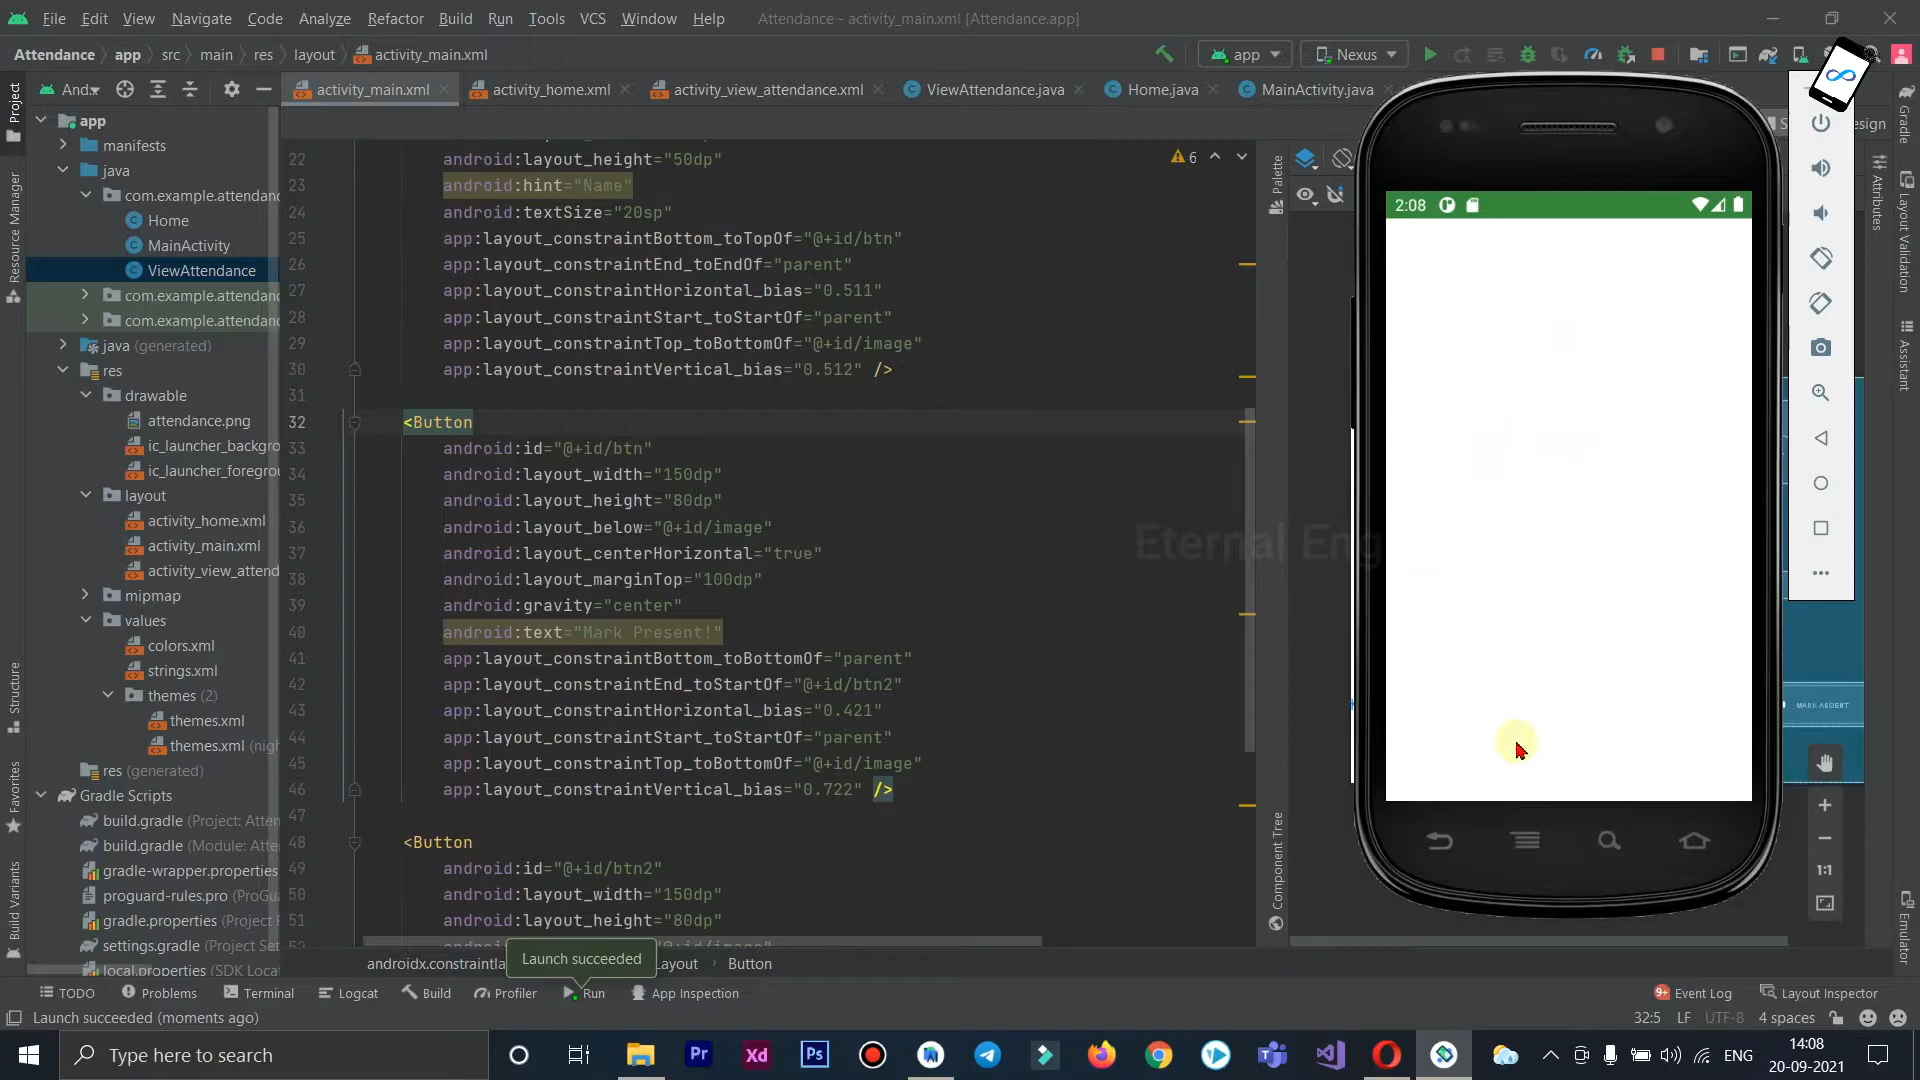 File Edit View Navigate Code Analyze Refactor Build Run Tools VCS Window Help Attendance - activity_main.xml [Attendance.app]
Attendance app src main res layout activity_main.xml app Nexus
And activity_main.xml activity_home.xml activity_view_attendance.xml ViewAttendance.java Home.java MainActivity.java
esign
Project
Resource Manager
Structure
Favorites
Build Variants
app
manifests
java
com.example.attendanc
Home
MainActivity
ViewAttendance
com.example.attendanc
com.example.attendanc
java (generated)
res
drawable
attendance.png
ic_launcher_backgro
ic_launcher_foregrou
layout
activity_home.xml
activity_main.xml
activity_view_attend
mipmap
values
colors.xml
strings.xml
themes (2)
themes.xml
themes.xml (nig
res (generated)
Gradle Scripts
build.gradle (Project: Atten
build.gradle (Module: Atte
gradle-wrapper.properties
proguard-rules.pro (ProGu
gradle.properties (Project
settings.gradle (Project Set
local.properties (SDK Loca
22 android:layout_height="50dp"
23 android:hint="Name"
24 android:textSize="20sp"
25 app:layout_constraintBottom_toTopOf="@+id/btn"
26 app:layout_constraintEnd_toEndOf="parent"
27 app:layout_constraintHorizontal_bias="0.511"
28 app:layout_constraintStart_toStartOf="parent"
29 app:layout_constraintTop_toBottomOf="@+id/image"
30 app:layout_constraintVertical_bias="0.512" />
31
32 <Button
33 android:id="@+id/btn"
34 android:layout_width="150dp"
35 android:layout_height="80dp"
36 android:layout_below="@+id/image"
37 android:layout_centerHorizontal="true"
38 android:layout_marginTop="100dp"
39 android:gravity="center"
40 android:text="Mark Present!"
41 app:layout_constraintBottom_toBottomOf="parent"
42 app:layout_constraintEnd_toStartOf="@+id/btn2"
43 app:layout_constraintHorizontal_bias="0.421"
44 app:layout_constraintStart_toStartOf="parent"
45 app:layout_constraintTop_toBottomOf="@+id/image"
46 app:layout_constraintVertical_bias="0.722" />
47
48 <Button
49 android:id="@+id/btn2"
50 android:layout_width="150dp"
51 android:layout_height="80dp"
6
Eternal Eng
Palette
Component Tree
2:08
MARK ABSENT
1:1
Gradle
Layout Validation
Attributes
Assistant
Emulator
androidx.constraintla Layout Button
Launch succeeded
TODO Problems Terminal Logcat Build Profiler Run App Inspection 9+ Event Log Layout Inspector
Launch succeeded (moments ago) 32:5 LF UTF-8 4 spaces
Type here to search
Pr Xd Ps
ENG
14:08
20-09-2021